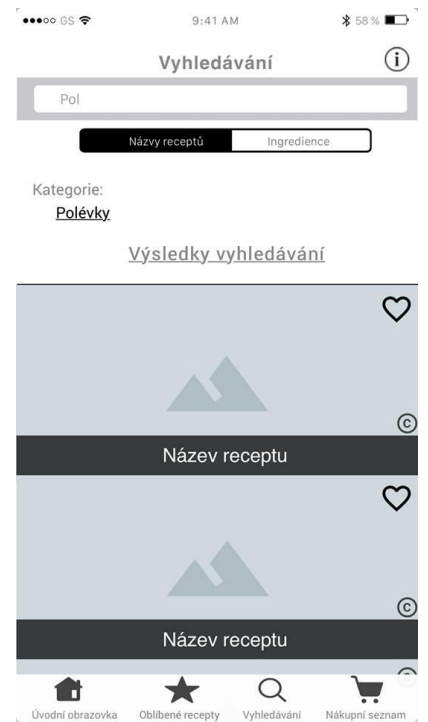 GS 9:41 AM 58 %
Vyhledávání
Pol
Názvy receptů Ingredience
Kategorie:
Polévky
Výsledky vyhledávání
©
Název receptu
©
Název receptu
Úvodní obrazovka Oblíbené recepty Vyhledávání Nákupní seznam